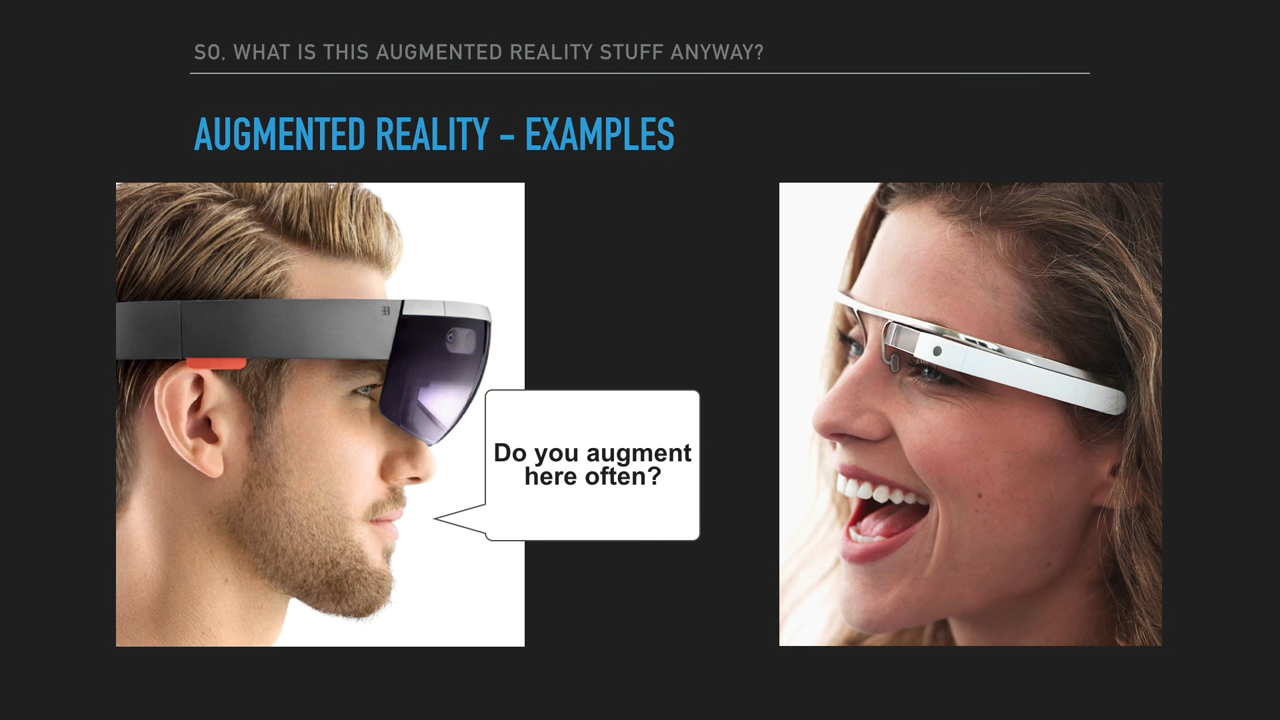 SO, WHAT IS THIS AUGMENTED REALITY STUFF ANYWAY?
AUGMENTED REALITY - EXAMPLES
Do you augment
here often?